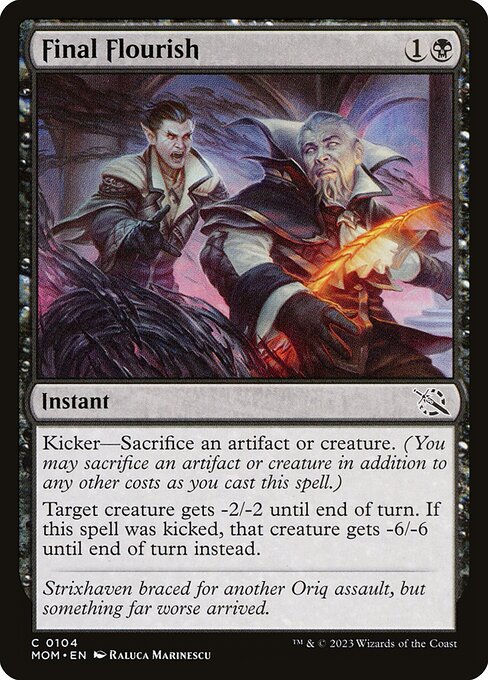 Final Flourish 1
Instant
Kicker—Sacrifice an artifact or creature. (You
may sacrifice an artifact or creature in addition to
any other costs as you cast this spell.)
Target creature gets -2/-2 until end of turn. If
this spell was kicked, that creature gets -6/-6
until end of turn instead.
Strixhaven braced for another Oriq assault, but
something far worse arrived.
C 0104
MOM • EN Raluca Marinescu
™ & © 2023 Wizards of the Coast